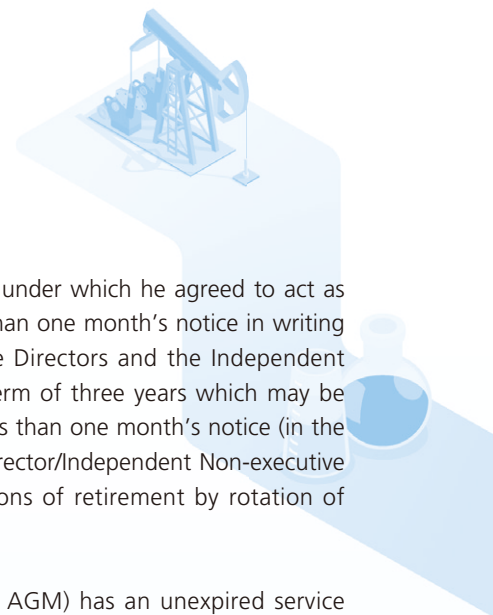 under which he agreed to act as
than one month's notice in writing
e Directors and the Independent
erm of three years which may be
s than one month's notice (in the
rector/Independent Non-executive
ons of retirement by rotation of
AGM) has an unexpired service